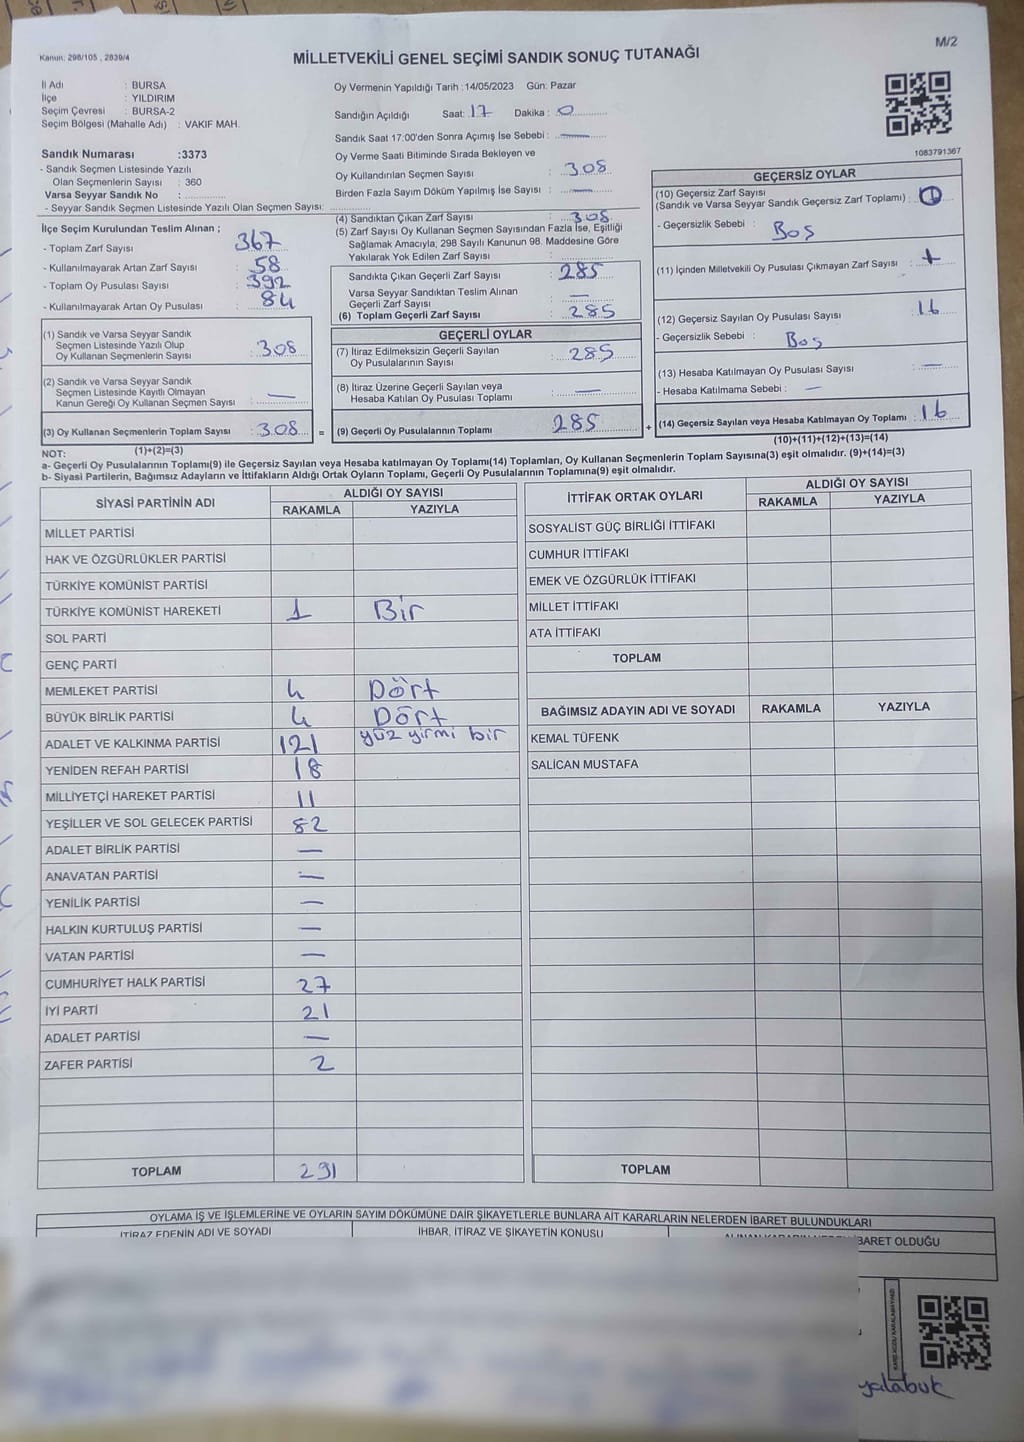 M/2
Kanun: 298/105 , 2839/4
MİLLETVEKİLİ GENEL SEÇİMİ SANDIK SONUÇ TUTANAĞI
İl Adı : BURSA
İlçe : YILDIRIM
Seçim Çevresi : BURSA-2
Seçim Bölgesi (Mahalle Adı) : VAKIF MAH.
Sandık Numarası :3373
- Sandık Seçmen Listesinde Yazılı
Olan Seçmenlerin Sayısı : 360
Varsa Seyyar Sandık No :
- Seyyar Sandık Seçmen Listesinde Yazılı Olan Seçmen Sayısı:
Oy Vermenin Yapıldığı Tarih :14/05/2023 Gün: Pazar
Sandığın Açıldığı Saat: 17 Dakika : 0
Sandık Saat 17:00'den Sonra Açımış İse Sebebi : —
Oy Verme Saati Bitiminde Sırada Bekleyen ve
Oy Kullandırılan Seçmen Sayısı : 308
Birden Fazla Sayım Döküm Yapılmış İse Sayısı : —
1083791367
İlçe Seçim Kurulundan Teslim Alınan ;
- Toplam Zarf Sayısı : 367
- Kullanılmayarak Artan Zarf Sayısı : 58
- Toplam Oy Pusulası Sayısı : 392
- Kullanılmayarak Artan Oy Pusulası : 84
(1) Sandık ve Varsa Seyyar Sandık
Seçmen Listesinde Yazılı Olup
Oy Kullanan Seçmenlerin Sayısı : 308
(2) Sandık ve Varsa Seyyar Sandık
Seçmen Listesinde Kayıtlı Olmayan
Kanun Gereği Oy Kullanan Seçmen Sayısı : —
(3) Oy Kullanan Seçmenlerin Toplam Sayısı : 308 =
(1)+(2)=(3)
(4) Sandıktan Çıkan Zarf Sayısı : 308
(5) Zarf Sayısı Oy Kullanan Seçmen Sayısından Fazla İse, Eşitliği
Sağlamak Amacıyla, 298 Sayılı Kanunun 98. Maddesine Göre
Yakılarak Yok Edilen Zarf Sayısı :
Sandıkta Çıkan Geçerli Zarf Sayısı : 285
Varsa Seyyar Sandıktan Teslim Alınan
Geçerli Zarf Sayısı : —
(6) Toplam Geçerli Zarf Sayısı : 285
GEÇERLİ OYLAR
(7) İtiraz Edilmeksizin Geçerli Sayılan
Oy Pusulalarının Sayısı : 285
(8) İtiraz Üzerine Geçerli Sayılan veya
Hesaba Katılan Oy Pusulası Toplamı : —
(9) Geçerli Oy Pusulalarının Toplamı : 285 +
GEÇERSİZ OYLAR
(10) Geçersiz Zarf Sayısı
(Sandık ve Varsa Seyyar Sandık Geçersiz Zarf Toplamı) :
- Geçersizlik Sebebi : Boş
(11) İçinden Milletvekili Oy Pusulası Çıkmayan Zarf Sayısı :
(12) Geçersiz Sayılan Oy Pusulası Sayısı : 16
- Geçersizlik Sebebi : Boş
(13) Hesaba Katılmayan Oy Pusulası Sayısı : —
- Hesaba Katılmama Sebebi : —
(14) Geçersiz Sayılan veya Hesaba Katılmayan Oy Toplamı : 16
(10)+(11)+(12)+(13)=(14)
NOT:
a- Geçerli Oy Pusulalarının Toplamı(9) ile Geçersiz Sayılan veya Hesaba katılmayan Oy Toplamı(14) Toplamları, Oy Kullanan Seçmenlerin Toplam Sayısına(3) eşit olmalıdır. (9)+(14)=(3)
b- Siyasi Partilerin, Bağımsız Adayların ve İttifakların Aldığı Ortak Oyların Toplamı, Geçerli Oy Pusulalarının Toplamına(9) eşit olmalıdır.
SİYASİ PARTİNİN ADI ALDIĞI OY SAYISI
RAKAMLA YAZIYLA
MİLLET PARTİSİ
HAK VE ÖZGÜRLÜKLER PARTİSİ
TÜRKİYE KOMÜNİST PARTİSİ
TÜRKİYE KOMÜNİST HAREKETİ 1 Bir
SOL PARTİ
GENÇ PARTİ
MEMLEKET PARTİSİ 4 Dört
BÜYÜK BİRLİK PARTİSİ 4 Dört
ADALET VE KALKINMA PARTİSİ 121 yüz yirmi bir
YENİDEN REFAH PARTİSİ 18
MİLLİYETÇİ HAREKET PARTİSİ 11
YEŞİLLER VE SOL GELECEK PARTİSİ 82
ADALET BİRLİK PARTİSİ —
ANAVATAN PARTİSİ —
YENİLİK PARTİSİ —
HALKIN KURTULUŞ PARTİSİ —
VATAN PARTİSİ —
CUMHURİYET HALK PARTİSİ 27
İYİ PARTİ 21
ADALET PARTİSİ —
ZAFER PARTİSİ 2
TOPLAM 291
İTTİFAK ORTAK OYLARI ALDIĞI OY SAYISI
RAKAMLA YAZIYLA
SOSYALİST GÜÇ BİRLİĞİ İTTİFAKI
CUMHUR İTTİFAKI
EMEK VE ÖZGÜRLÜK İTTİFAKI
MİLLET İTTİFAKI
ATA İTTİFAKI
TOPLAM
BAĞIMSIZ ADAYIN ADI VE SOYADI RAKAMLA YAZIYLA
KEMAL TÜFENK
SALİCAN MUSTAFA
TOPLAM
OYLAMA İŞ VE İŞLEMLERİNE VE OYLARIN SAYIM DÖKÜMÜNE DAİR ŞİKAYETLERLE BUNLARA AİT KARARLARIN NELERDEN İBARET BULUNDUKLARI
İTİRAZ EDENİN ADI VE SOYADI İHBAR, İTİRAZ VE ŞİKAYETİN KONUSU İBARET OLDUĞU
yalabuk